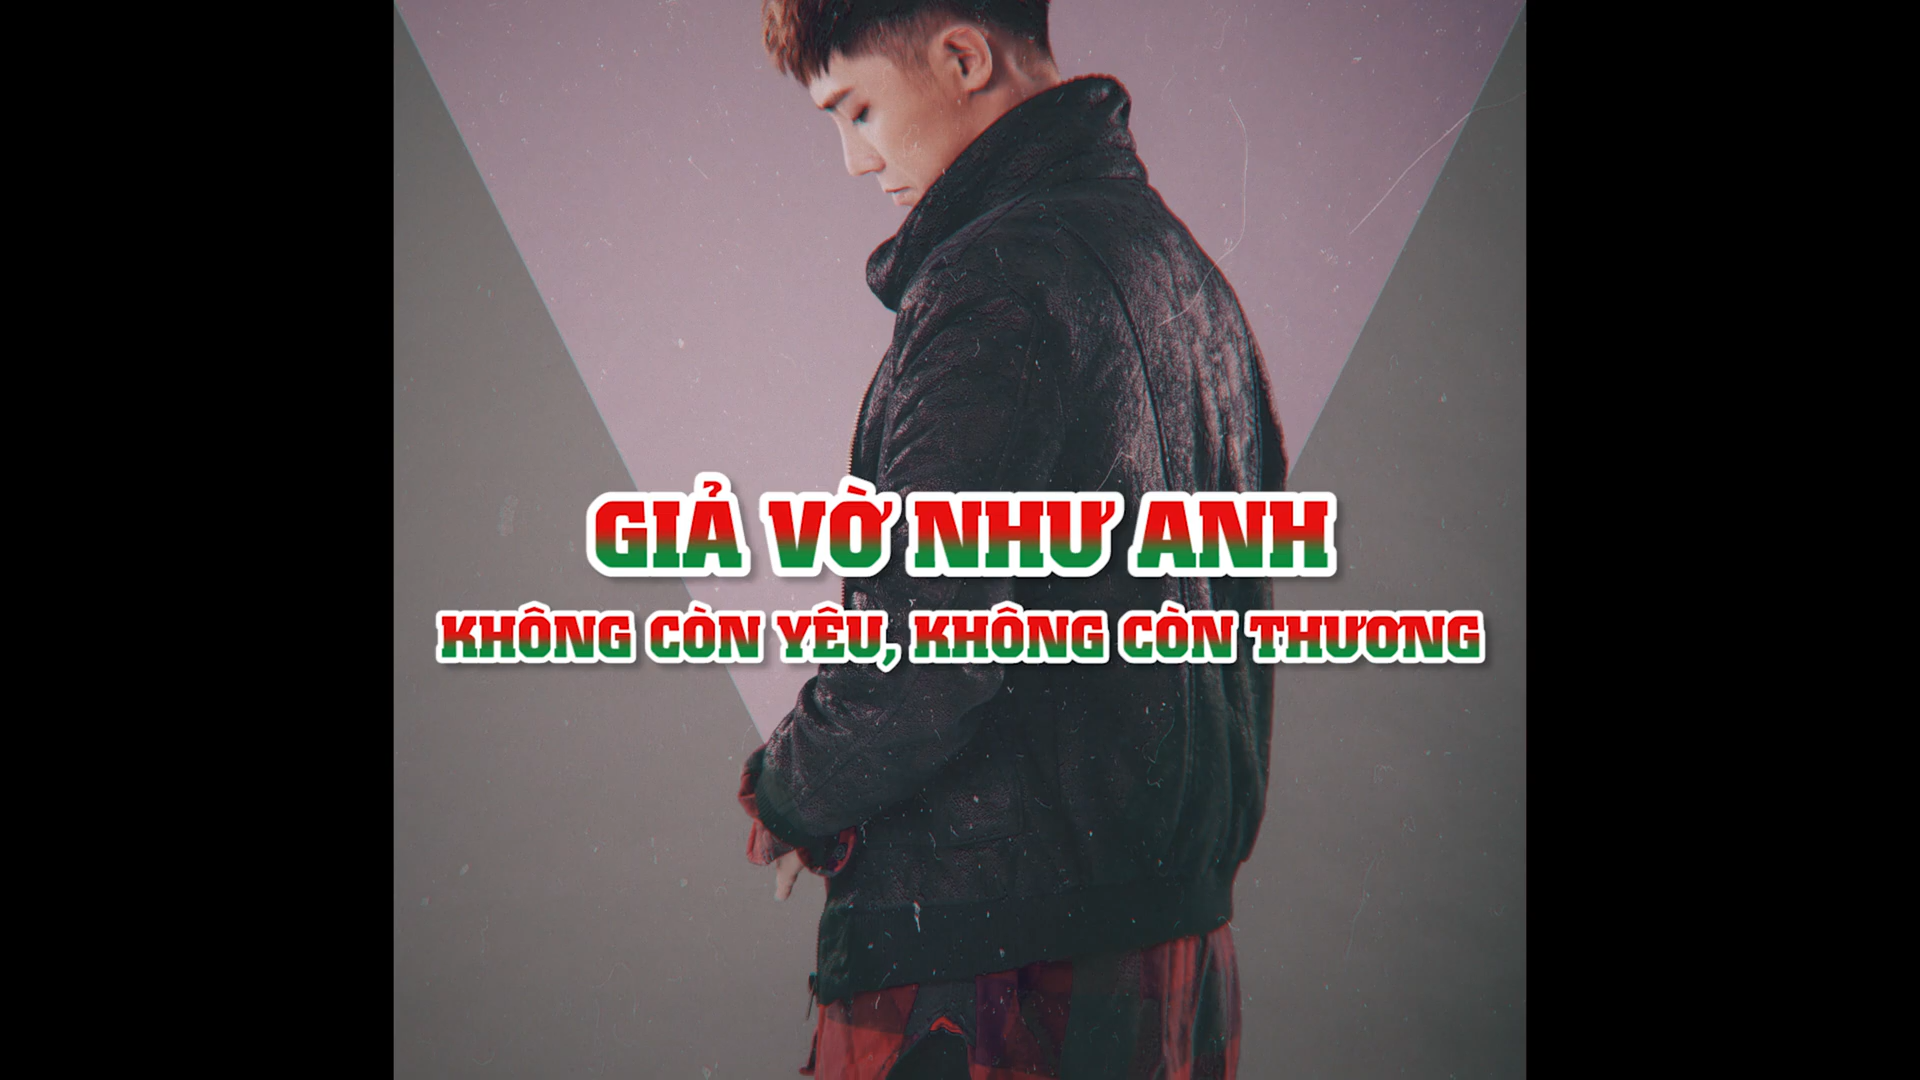 GIẢ VỜ NHƯ ANH
KHÔNG CÒN YÊU, KHÔNG CÒN THƯƠNG